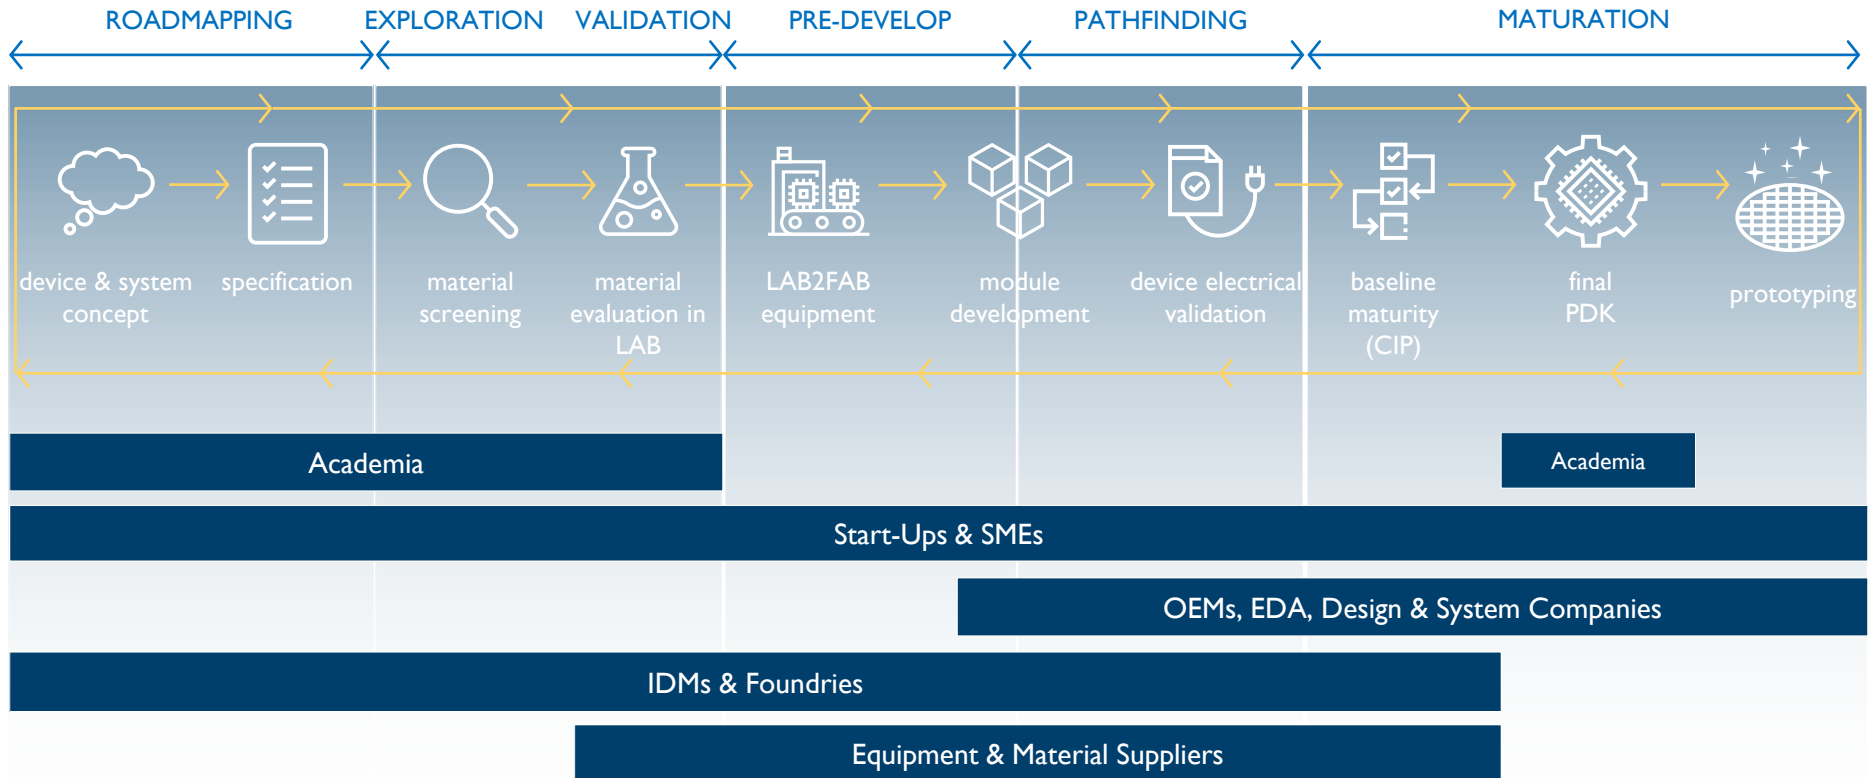 ROADMAPPING
EXPLORATION
VALIDATION
PRE-DEVELOP
PATHFINDING
MATURATION
device & system
concept
specification
material
screening
material
evaluation in
LAB
LAB2FAB
equipment
module
development
device electrical
validation
baseline
maturity
(CIP)
final
PDK
prototyping
Academia
Academia
Start-Ups & SMEs
OEMs, EDA, Design & System Companies
IDMs & Foundries
Equipment & Material Suppliers